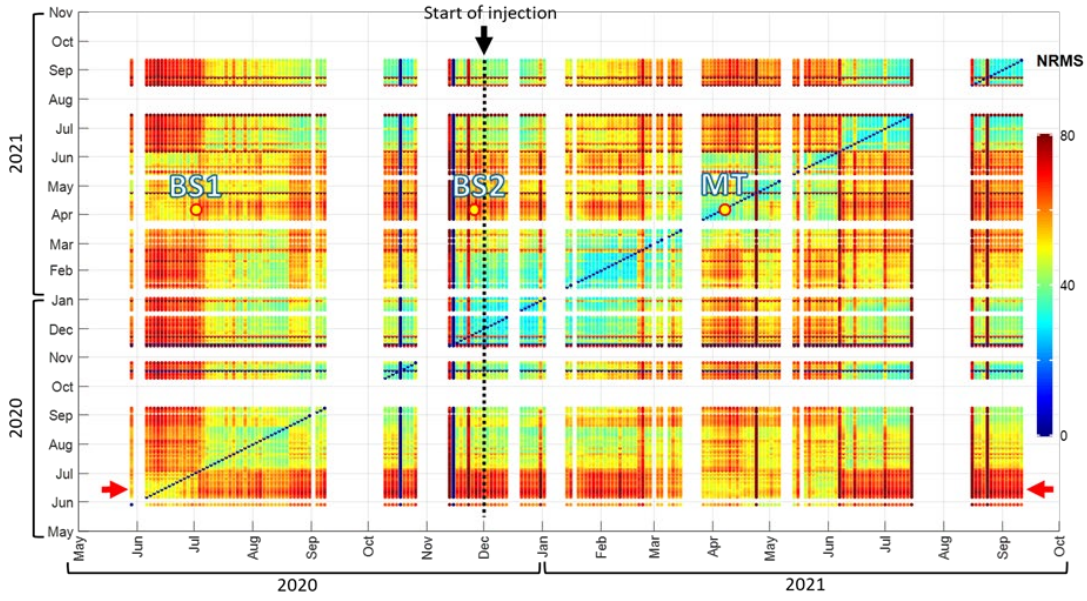 Start of injection
NRMS
80
40
0
Nov
Oct
Sep
Aug
Jul
Jun
May
Apr
Mar
Feb
Jan
Dec
Nov
Oct
Sep
Aug
Jul
Jun
May
2021
2020
BS1
BS2
MT
May
Jun
Jul
Aug
Sep
Oct
Nov
Dec
Jan
Feb
Mar
Apr
May
Jun
Jul
Aug
Sep
Oct
2020
2021